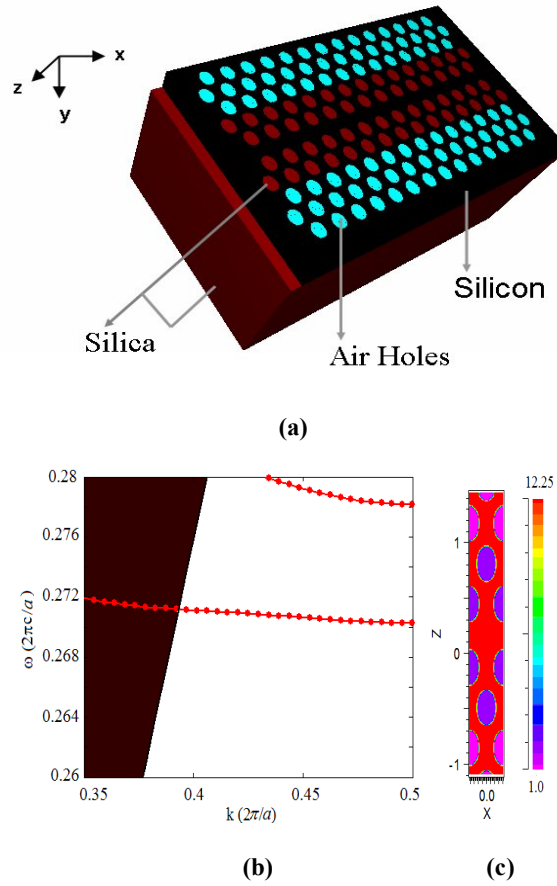 x
z
y
Silicon
Silica
Air Holes
(a)
0.28
0.276
0.272
0.268
0.264
0.26
ω (2πc/a)
0.35
0.4
0.45
0.5
k (2π/a)
12.25
1
0
-1
Z
0.0
X
1.0
(b)
(c)